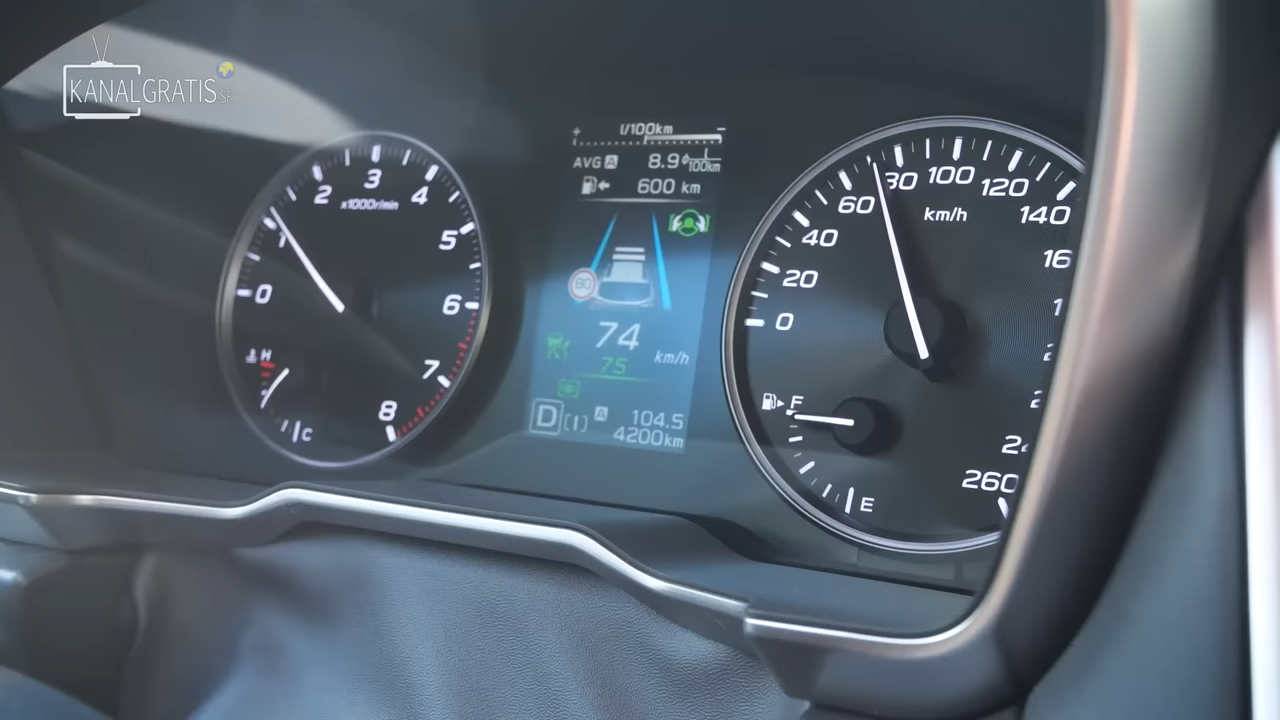 KANALGRATIS.SE
l/100km
AVG A 8.9 l/100km
600 km
80
74
75
km/h
D [I] A 104.5
4200km
0
1
2
3
4
5
6
7
8
x1000r/min
H
C
0
20
40
60
80
100
120
140
16
260
km/h
F
E